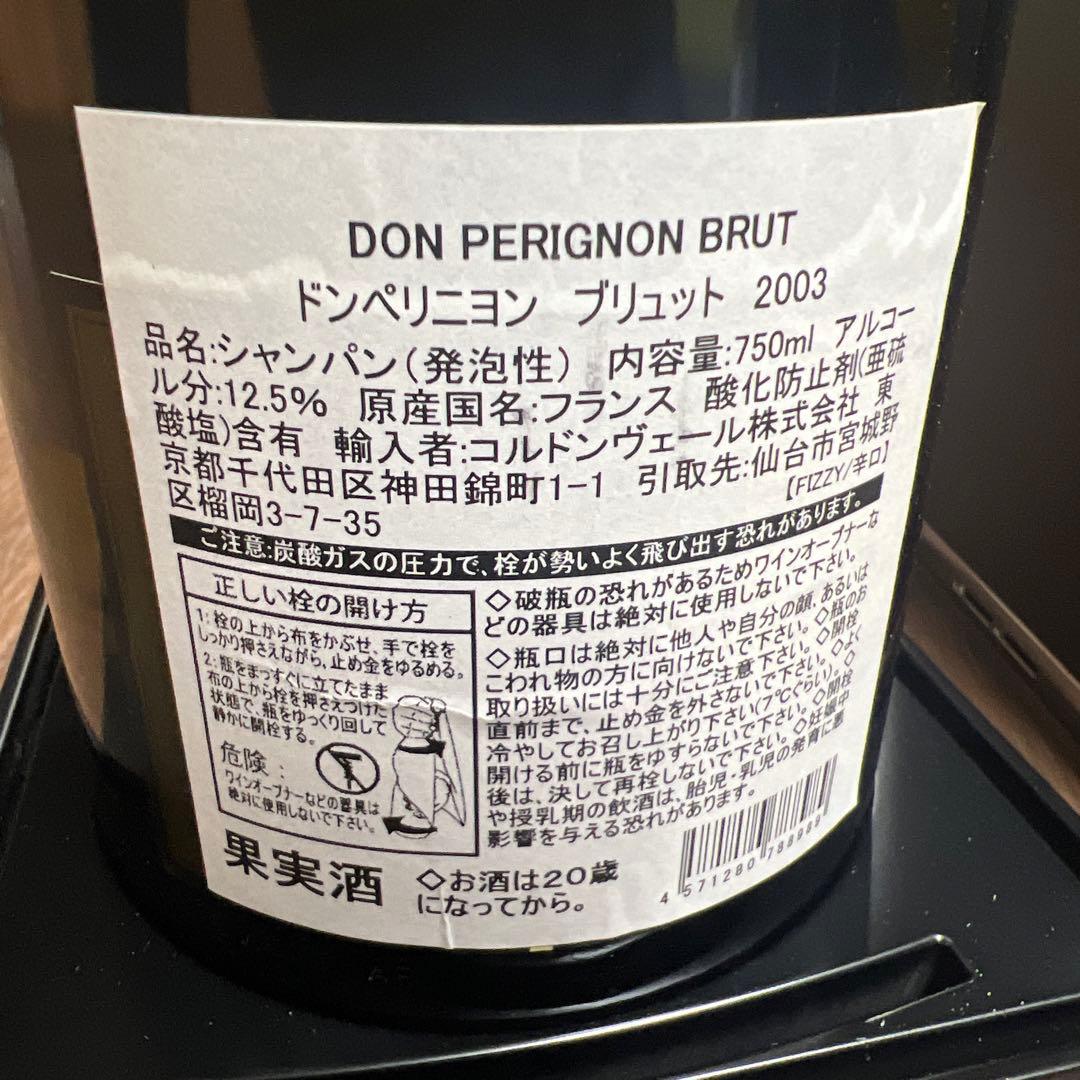 DON PERIGNON BRUT
ドンペリニヨン ブリュット 2003
品名:シャンパン(発泡性) 内容量:750ml アルコー
ル分:12.5% 原産国名:フランス 酸化防止剤(亜硫
酸塩)含有 輸入者:コルドンヴェール株式会社 東
京都千代田区神田錦町1-1 引取先:仙台市宮城野
区榴岡3-7-35 【FIZZY/辛口】
ご注意:炭酸ガスの圧力で、栓が勢いよく飛び出す恐れがあります。
正しい栓の開け方
1:栓の上から布をかぶせ、手で栓を
しっかり押さえながら、止め金をゆるめる。
2:瓶をまっすぐに立てたまま
布の上から栓を押さえつけた
状態で、瓶をゆっくり回して
静かに開栓する。
危険:
ワインオープナーなどの器具は
絶対に使用しないで下さい。
◇破瓶の恐れがあるためワインオープナーな
どの器具は絶対に使用しないで下さい。
◇瓶口は絶対に他人や自分の顔、あるいは
こわれ物の方に向けないで下さい。◇瓶のお
取り扱いには十分にご注意下さい。◇開栓
直前まで、止め金を外さないで下さい。◇よく
冷やしてお召し上がり下さい(7℃ぐらい)。◇
開ける前に瓶をゆすらないで下さい。◇開栓
後は、決して再栓しないで下さい。◇妊娠中
や授乳期の飲酒は、胎児・乳児の発育に悪
影響を与える恐れがあります。
果実酒
◇お酒は20歳
になってから。
4 571280 788988